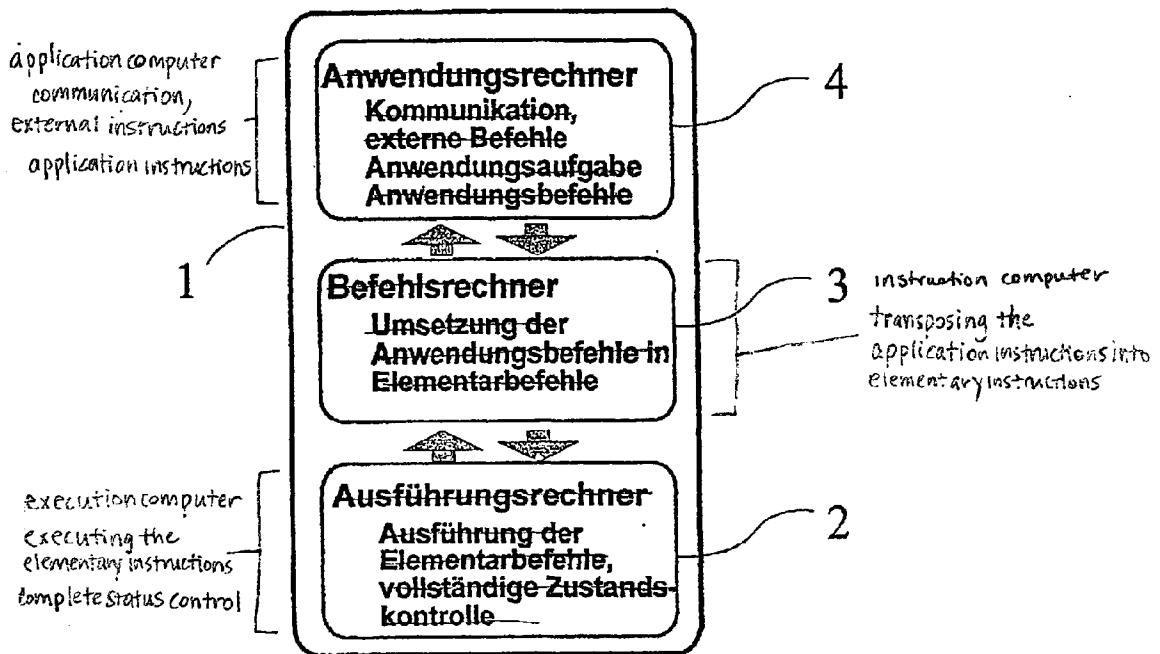 application computer
communication,
external instructions
application instructions
Anwendungsrechner
Kommunikation,
externe Befehle
Anwendungsaufgabe
Anwendungsbefehle
4
1
Befehlsrechner
Umsetzung der
Anwendungsbefehle in
Elementarbefehle
3
instruction computer
transposing the
application instructions into
elementary instructions
execution computer
executing the
elementary instructions
complete status control
Ausführungsrechner
Ausführung der
Elementarbefehle,
vollständige Zustands-
kontrolle
2